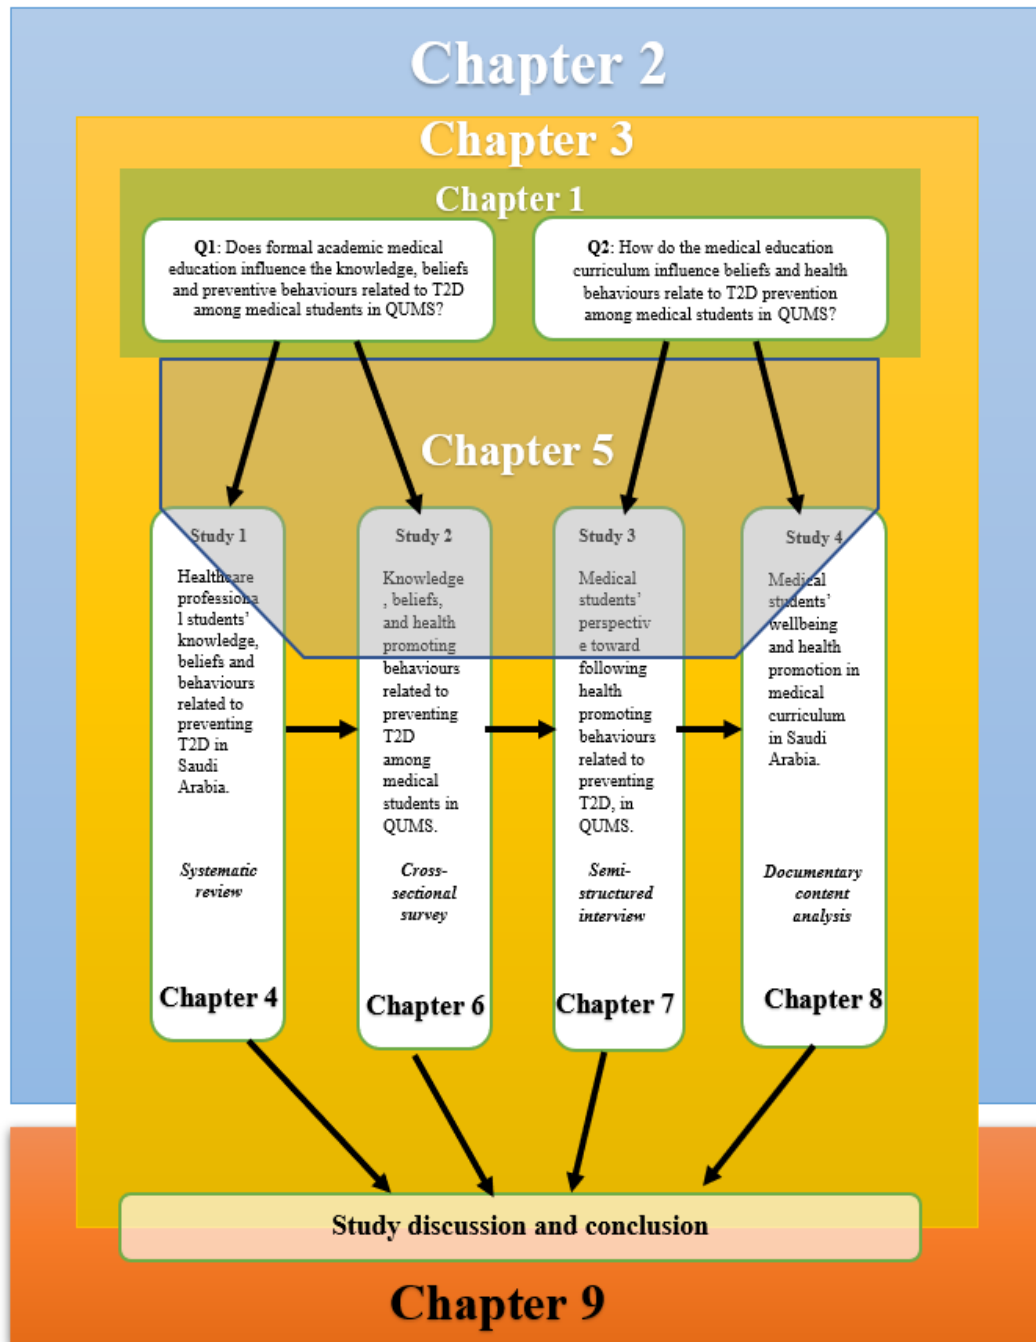 Chapter 2
Chapter 3
Chapter 1
Q1: Does formal academic medical
education influence the knowledge, beliefs
and preventive behaviours related to T2D
among medical students in QUMS?
Q2: How do the medical education
curriculum influence beliefs and health
behaviours relate to T2D prevention
among medical students in QUMS?
Chapter 5
Study 1
Healthcare
professiona
l students’
knowledge,
beliefs and
behaviours
related to
preventing
T2D in
Saudi
Arabia.
Systematic
review
Chapter 4
Study 2
Knowledge
, beliefs,
and health
promoting
behaviours
related to
preventing
T2D
among
medical
students in
QUMS.
Cross-
sectional
survey
Chapter 6
Study 3
Medical
students’
perspectiv
e toward
following
health
promoting
behaviours
related to
preventing
T2D, in
QUMS.
Semi-
structured
interview
Chapter 7
Study 4
Medical
students’
wellbeing
and health
promotion in
medical
curriculum
in Saudi
Arabia.
Documentary
content
analysis
Chapter 8
Study discussion and conclusion
Chapter 9